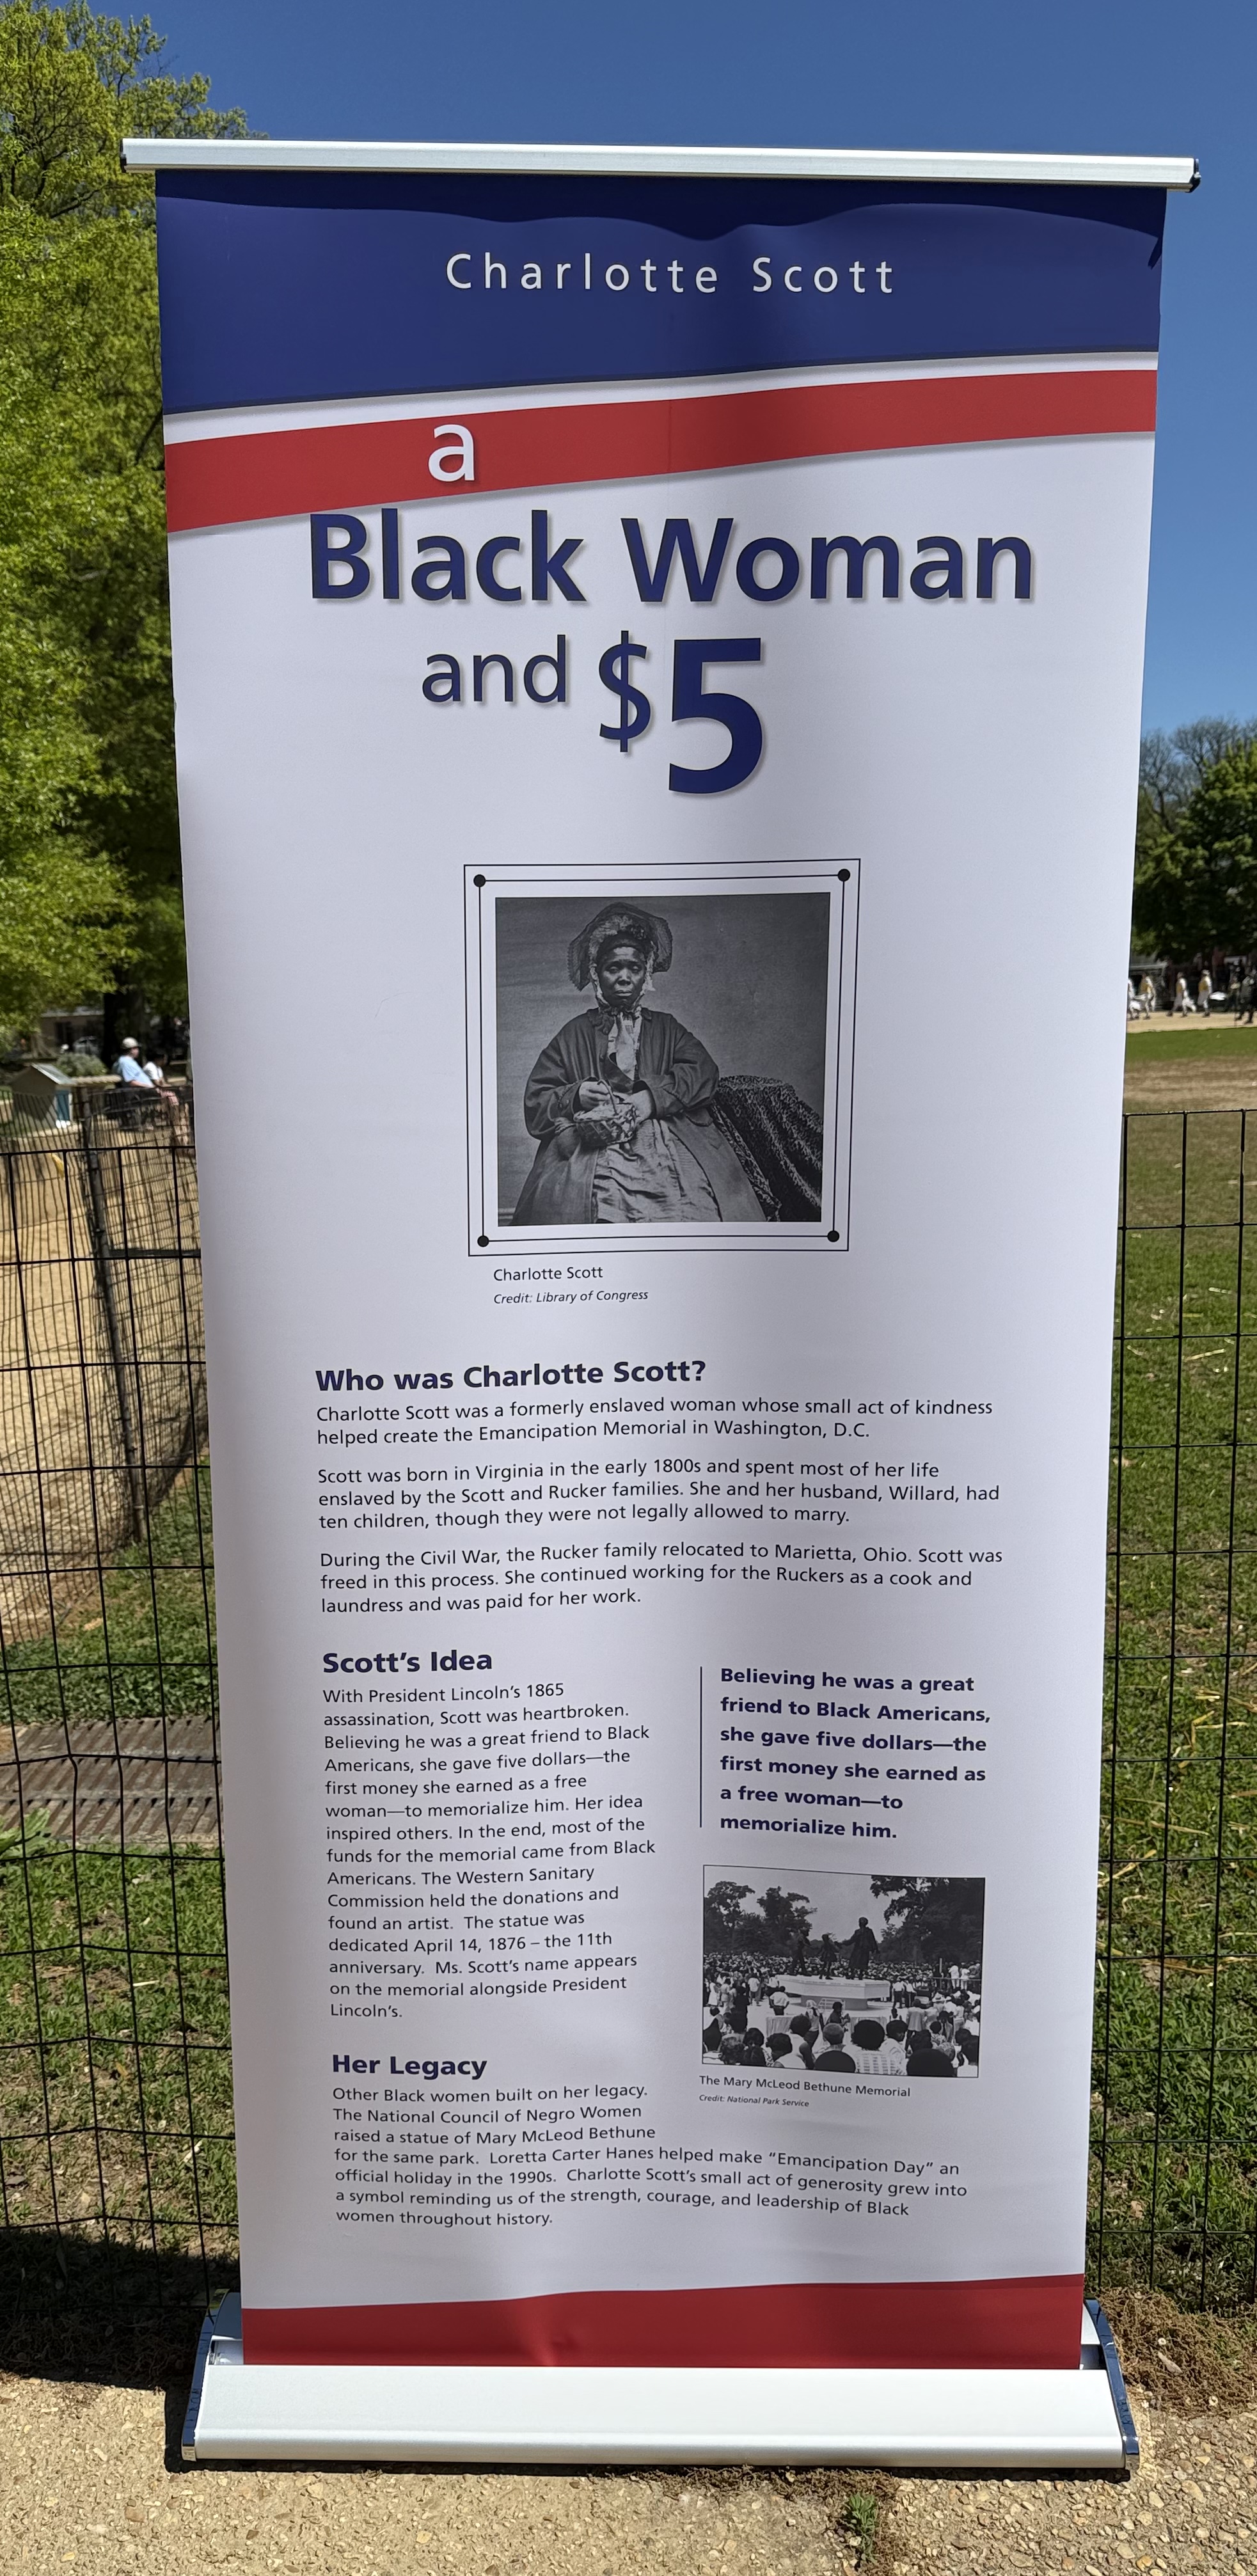 Charlotte Scott
a
Black Woman
and $5
Charlotte Scott
Credit: Library of Congress
Who was Charlotte Scott?
Charlotte Scott was a formerly enslaved woman whose small act of kindness
helped create the Emancipation Memorial in Washington, D.C.
Scott was born in Virginia in the early 1800s and spent most of her life
enslaved by the Scott and Rucker families. She and her husband, Willard, had
ten children, though they were not legally allowed to marry.
During the Civil War, the Rucker family relocated to Marietta, Ohio. Scott was
freed in this process. She continued working for the Ruckers as a cook and
laundress and was paid for her work.
Scott's Idea
With President Lincoln's 1865
assassination, Scott was heartbroken.
Believing he was a great friend to Black
Americans, she gave five dollars—the
first money she earned as a free
woman—to memorialize him. Her idea
inspired others. In the end, most of the
funds for the memorial came from Black
Americans. The Western Sanitary
Commission held the donations and
found an artist.  The statue was
dedicated April 14, 1876 – the 11th
anniversary.  Ms. Scott's name appears
on the memorial alongside President
Lincoln's.
Believing he was a great
friend to Black Americans,
she gave five dollars—the
first money she earned as
a free woman—to
memorialize him.
The Mary McLeod Bethune Memorial
Credit: National Park Service
Her Legacy
Other Black women built on her legacy.
The National Council of Negro Women
raised a statue of Mary McLeod Bethune
for the same park.  Loretta Carter Hanes helped make "Emancipation Day" an
official holiday in the 1990s.  Charlotte Scott's small act of generosity grew into
a symbol reminding us of the strength, courage, and leadership of Black
women throughout history.